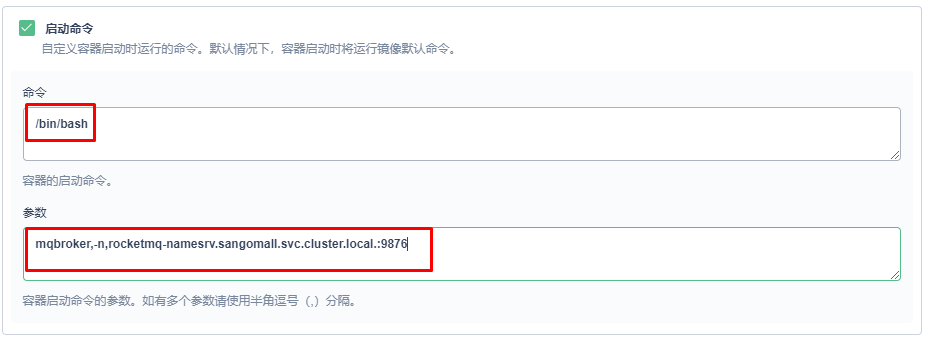 启动命令
自定义容器启动时运行的命令。默认情况下，容器启动时将运行镜像默认命令。
命令
/bin/bash
容器的启动命令。
参数
mqbroker,-n,rocketmq-namesrv.sangomall.svc.cluster.local.:9876
容器启动命令的参数。如有多个参数请使用半角逗号（,）分隔。